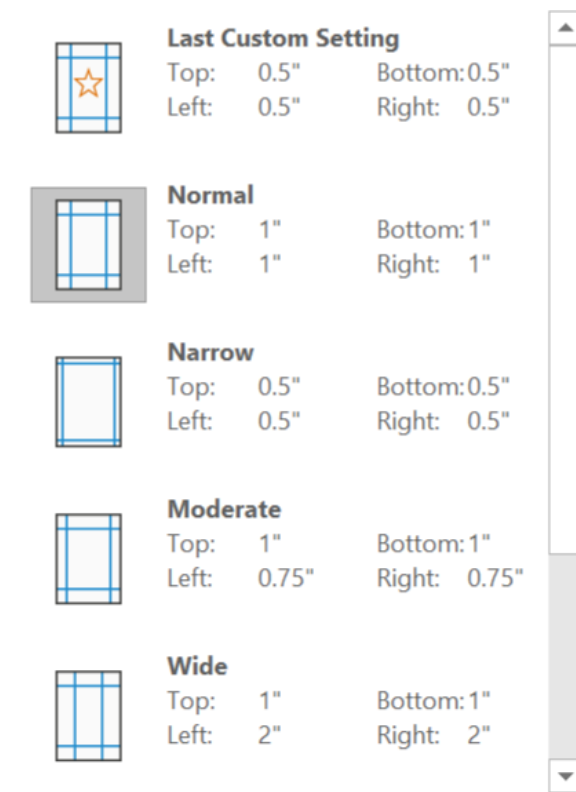 Last Custom Setting
Top: 0.5" Bottom: 0.5"
Left: 0.5" Right: 0.5"
Normal
Top: 1" Bottom: 1"
Left: 1" Right: 1"
Narrow
Top: 0.5" Bottom: 0.5"
Left: 0.5" Right: 0.5"
Moderate
Top: 1" Bottom: 1"
Left: 0.75" Right: 0.75"
Wide
Top: 1" Bottom: 1"
Left: 2" Right: 2"